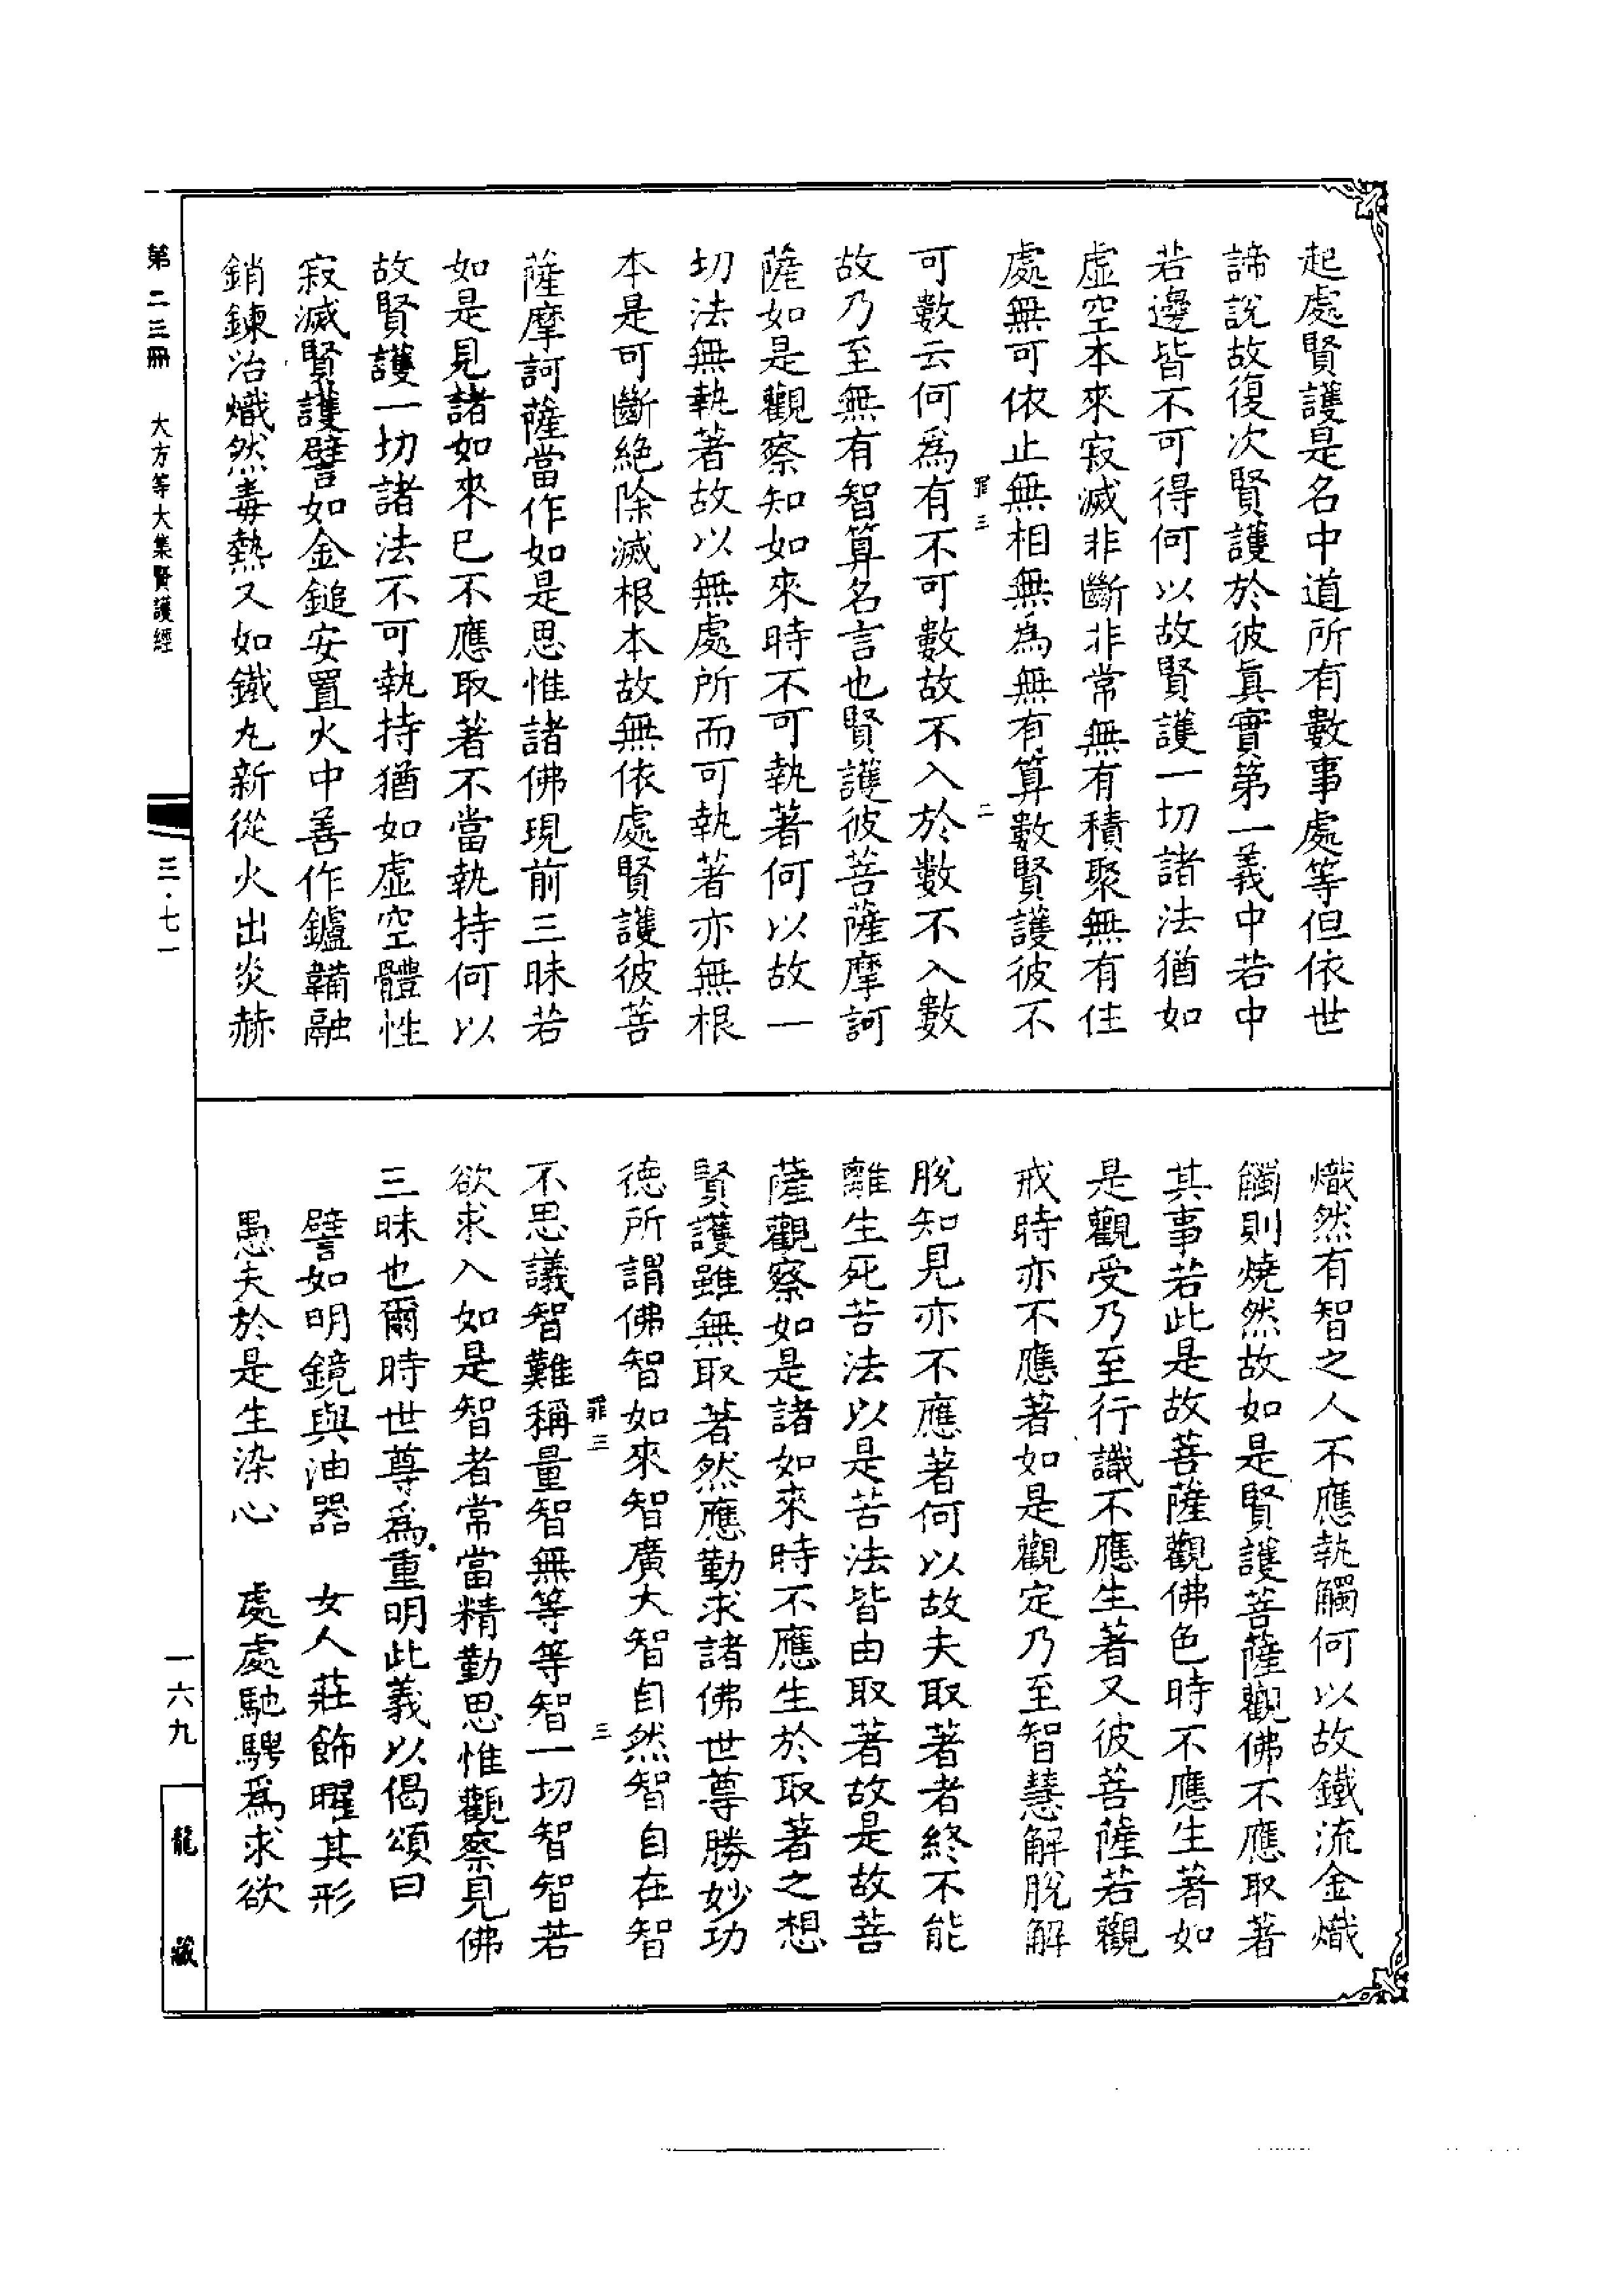 起處賢護是名中道所有數事處等但依世
諦說故復次賢護於彼眞實第一義中若中
若邊皆不可得何以故賢護一切諸法猶如
虛空本來寂滅非斷非常無有積聚無有住
處無可依止無相無為無有算數賢護彼不
可數云何爲有不可數故不入於數不入數
罪三
二
故乃至無有智算名言也賢護彼菩薩摩訶
薩如是觀察知如來時不可執著何以故一
切法無執著故以無處所而可執著亦無根
本是可斷絕除滅根本故無依處賢護彼菩
薩摩訶薩當作如是思惟諸佛現前三昧若
如是見諸如來已不應取著不當執持何以
故賢護一切諸法不可執持猶如虛空體性
寂滅賢護譬如金鎚安置火中善作鑪韛融
銷鍊冶熾然毒熱又如鐵丸新從火出炎赫
熾然有智之人不應執觸何以故鐵流金熾
觸則燒然故如是賢護菩薩觀佛不應取著
其事若此是故菩薩觀佛色時不應生著如
是觀受乃至行識不應生著又彼菩薩若觀
戒時亦不應著如是觀定乃至智慧解脫解
脫知見亦不應著何以故夫取著者終不能
離生死苦法以是苦法皆由取著故是故菩
薩觀察如是諸如來時不應生於取著之想
賢護雖無取著然應勤求諸佛世尊勝妙功
德所謂佛智如來智廣大智自然智自在智
罪三
三
不思議智難稱量智無等等智一切智智若
欲求入如是智者常當精勤思惟觀察見佛
三昧也爾時世尊爲重明此義以偈頌曰
譬如明鏡與油器　女人莊飾曜其形
愚夫於是生染心　處處馳騁爲求欲
第二三冊　大方等大集賢護經
三·七一
一六九
龍藏